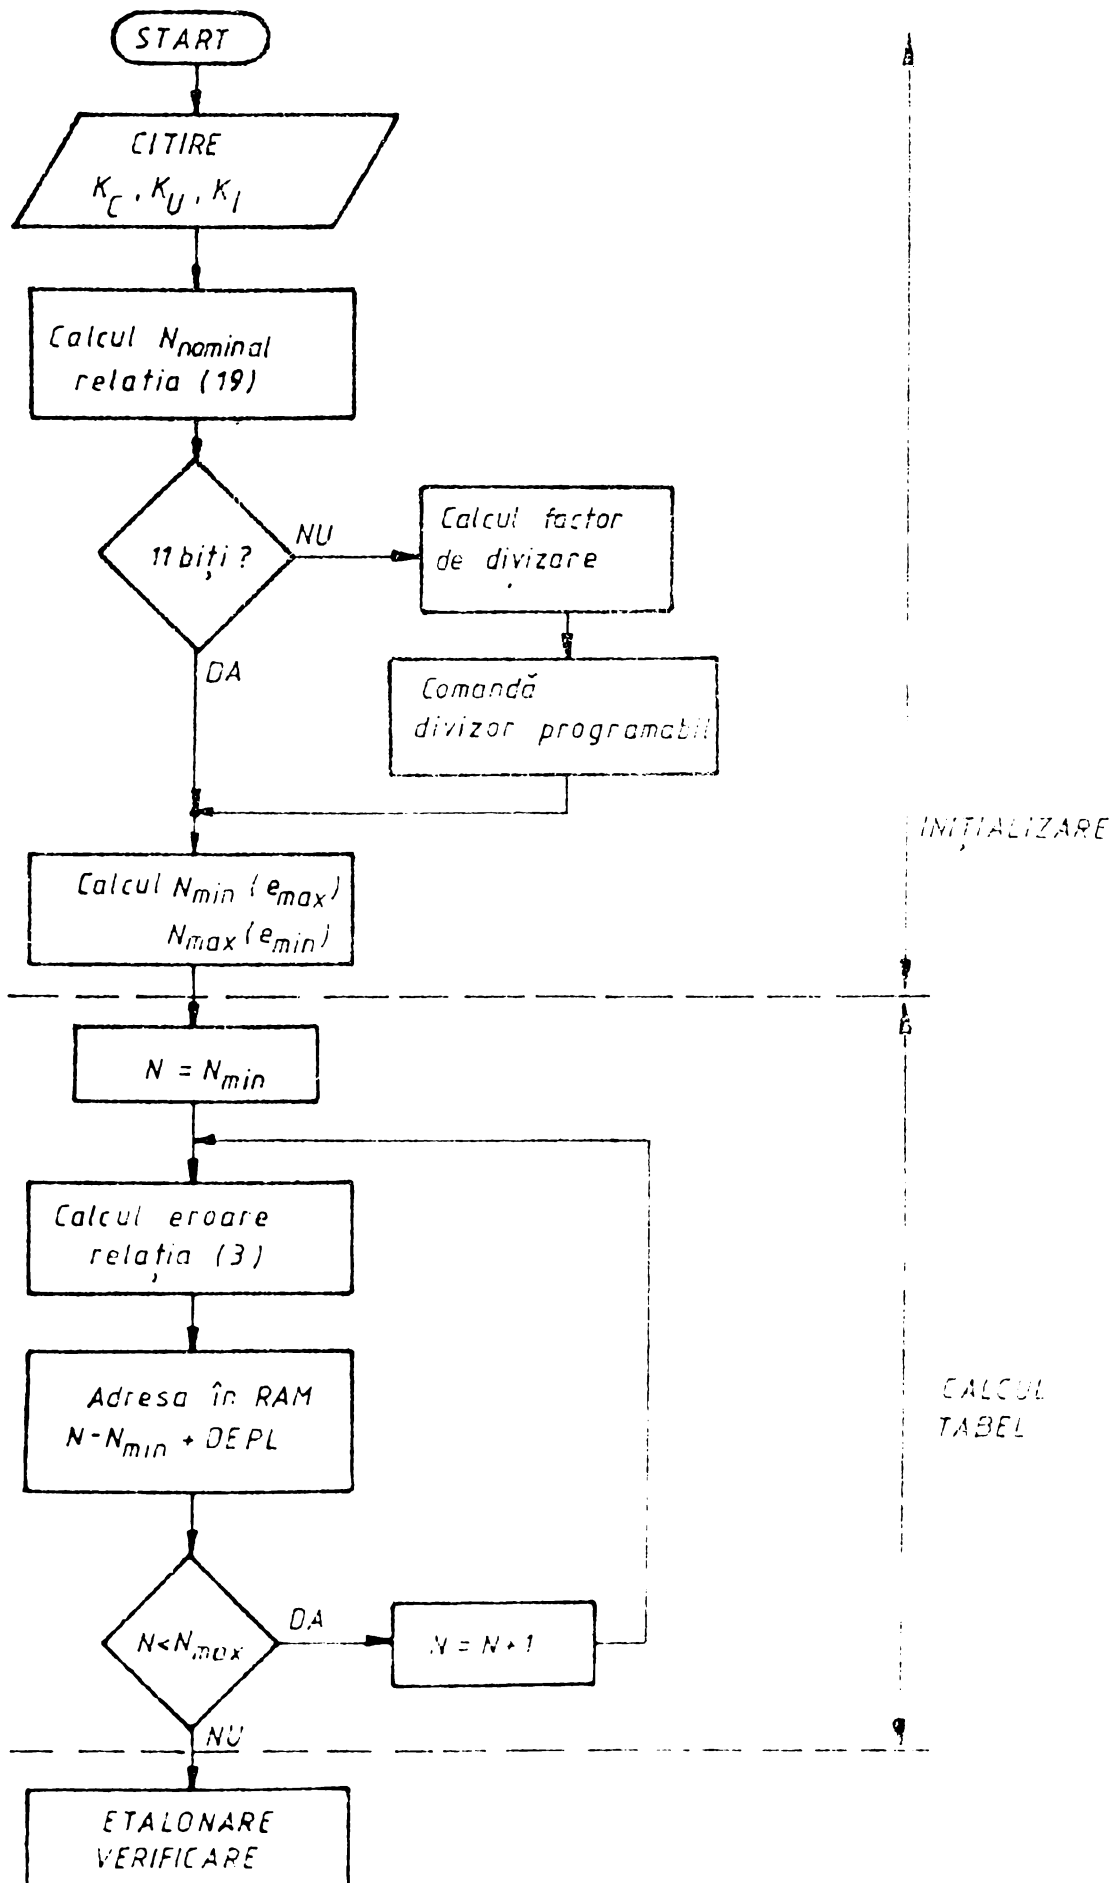 START
CITIRE
K_C, K_U, K_I
Calcul N_nominal
relatia (19)
11 biți ?
NU
Calcul factor
de divizare
DA
Comandă
divizor programabil
INIȚIALIZARE
Calcul N_min (e_max)
N_max (e_min)
N = N_min
Calcul eroare
relația (3)
Adresa în RAM
N-N_min + DEPL
CALCUL
TABEL
N<N_max
DA
N = N+1
NU
ETALONARE
VERIFICARE